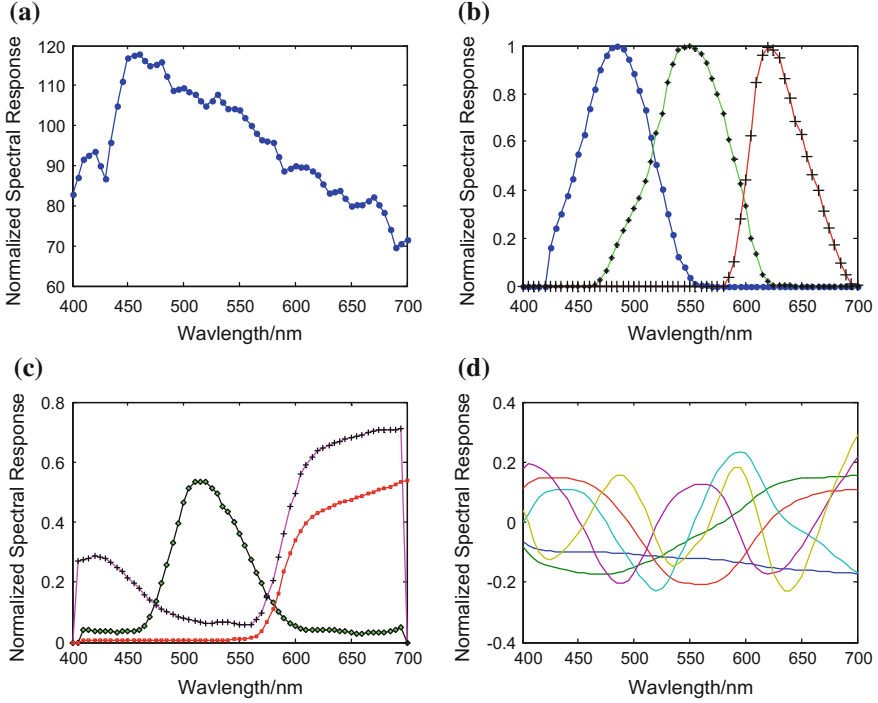 (a)
Normalized Spectral Response
120
110
100
90
80
70
60
400 450 500 550 600 650 700
Wavlength/nm
(b)
Normalized Spectral Response
1
0.8
0.6
0.4
0.2
0
400 450 500 550 600 650 700
Wavlength/nm
(c)
Normalized Spectral Response
0.8
0.6
0.4
0.2
0
400 450 500 550 600 650 700
Wavlength/nm
(d)
Normalized Spectral Response
0.4
0.2
0
-0.2
-0.4
400 450 500 550 600 650 700
Wavlength/nm